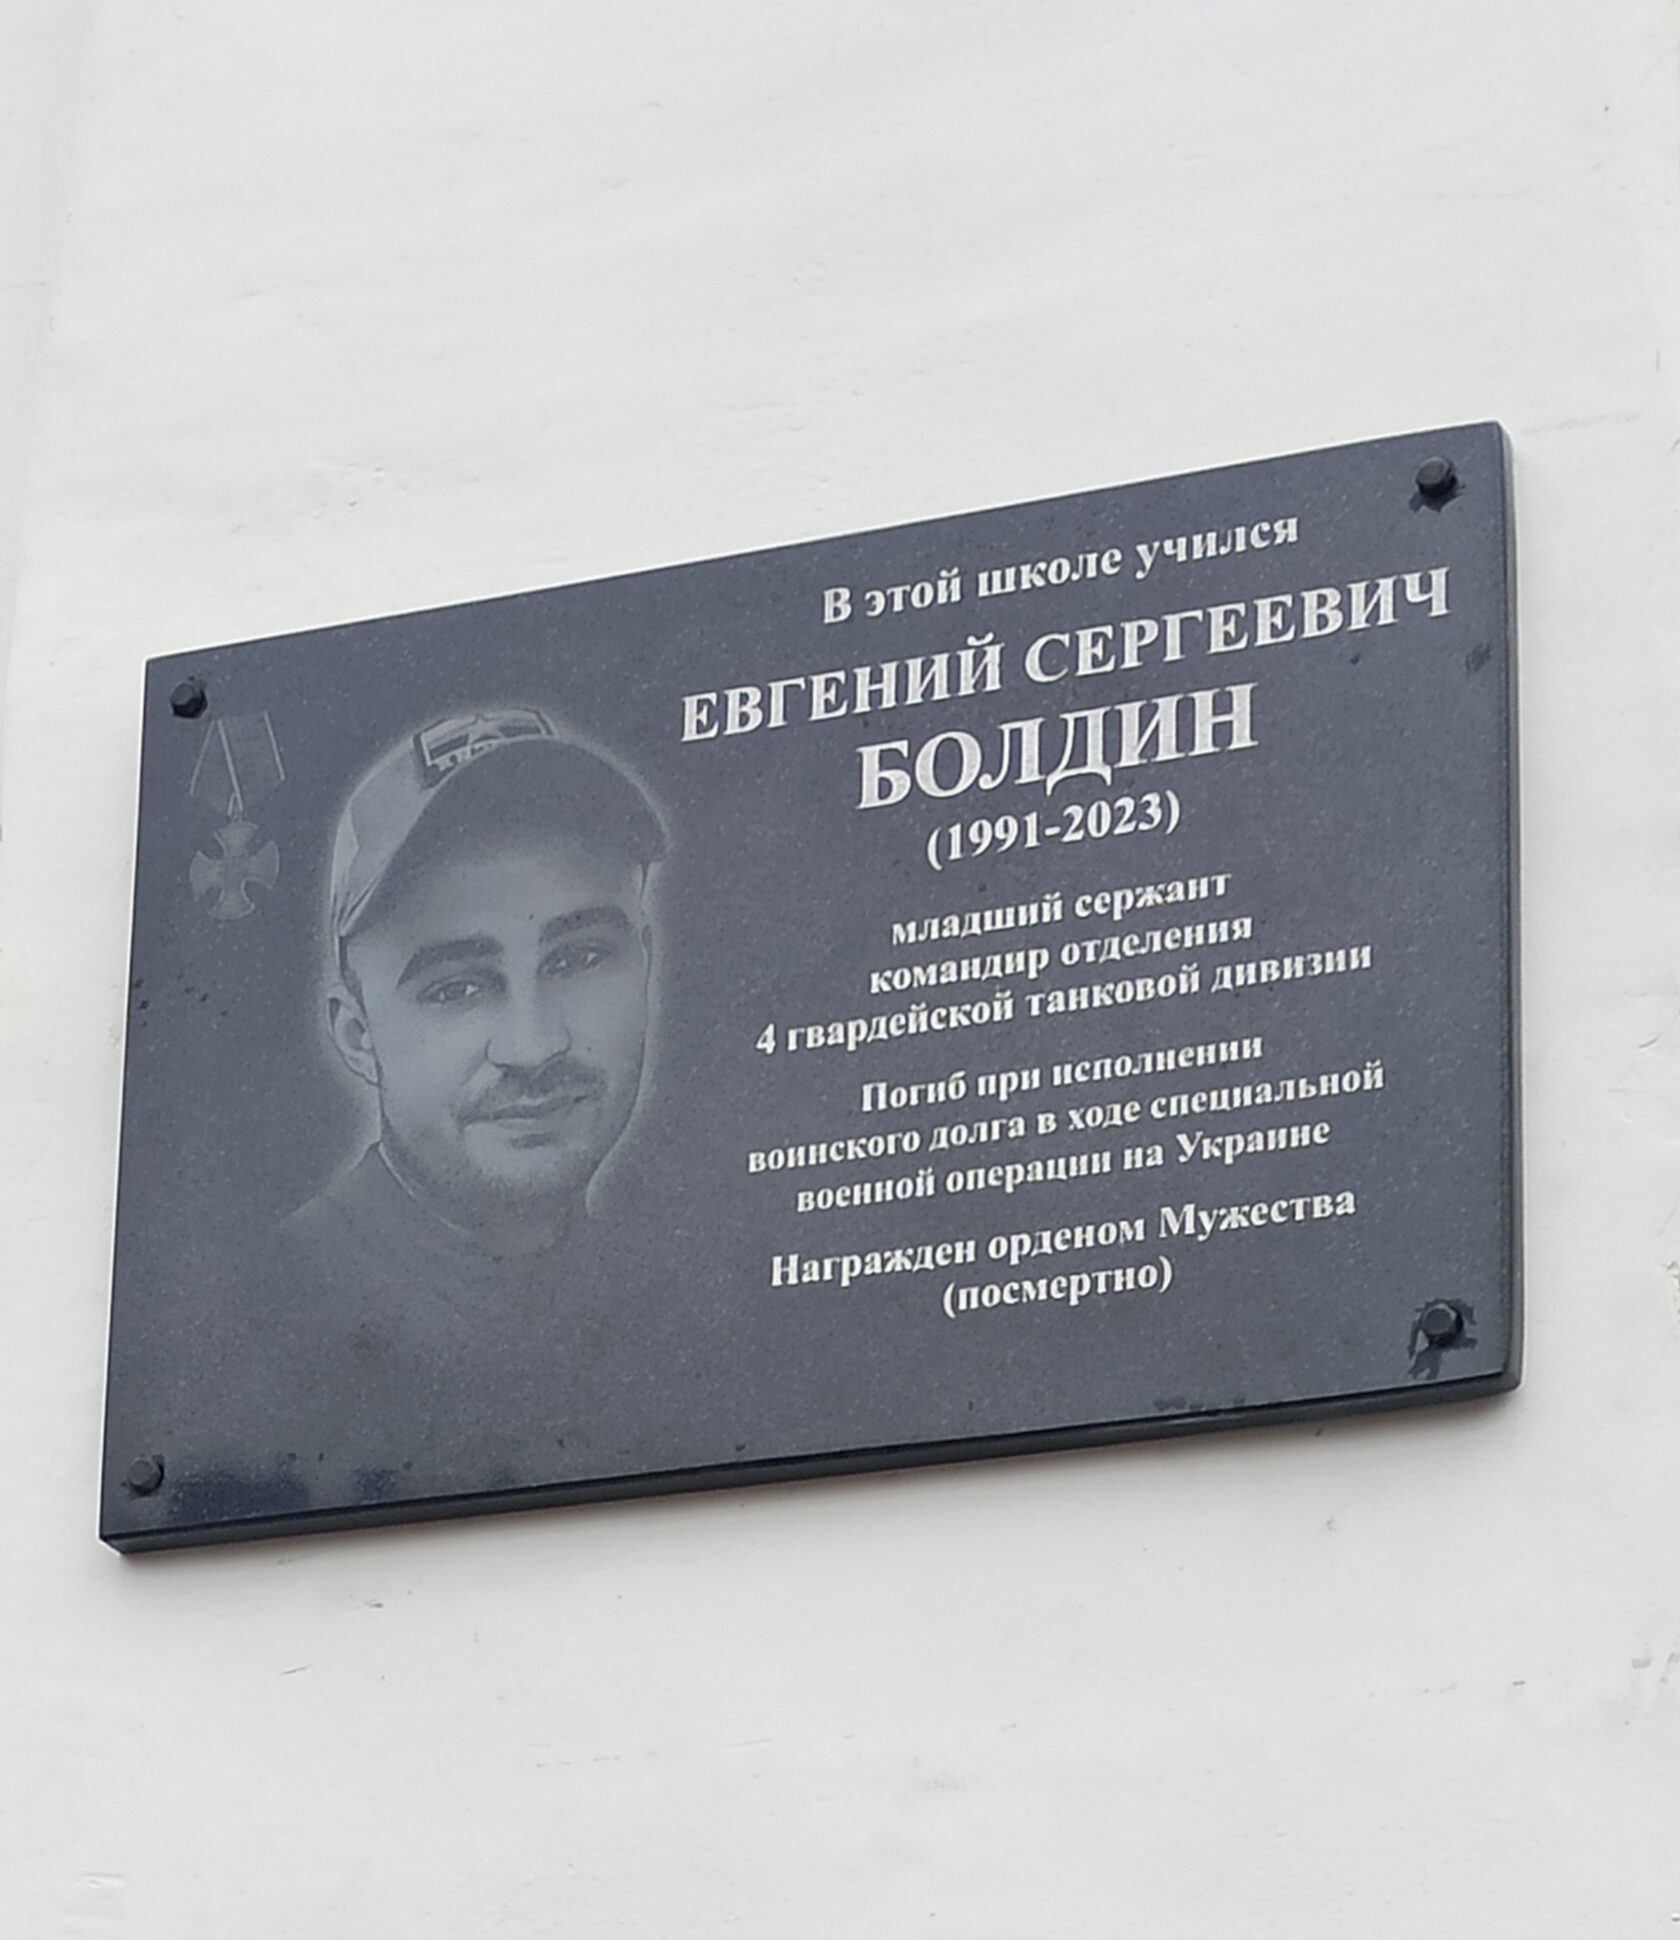 В этой школе учился
ЕВГЕНИЙ СЕРГЕЕВИЧ
БОЛДИН
(1991-2023)
младший сержант
командир отделения
4 гвардейской танковой дивизии
Погиб при исполнении
воинского долга в ходе специальной
военной операции на Украине
Награжден орденом Мужества
(посмертно)